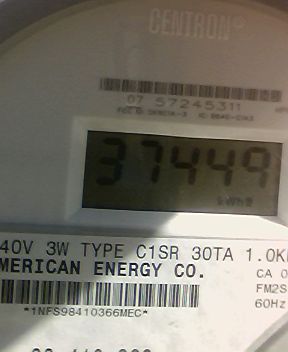 CENTRON®
07 57245311
37449
kWh
40V 3W TYPE C1SR 30TA 1.0K
MERICAN ENERGY CO.
CA 0
FM2S
60Hz
*1NFS98410366MEC*